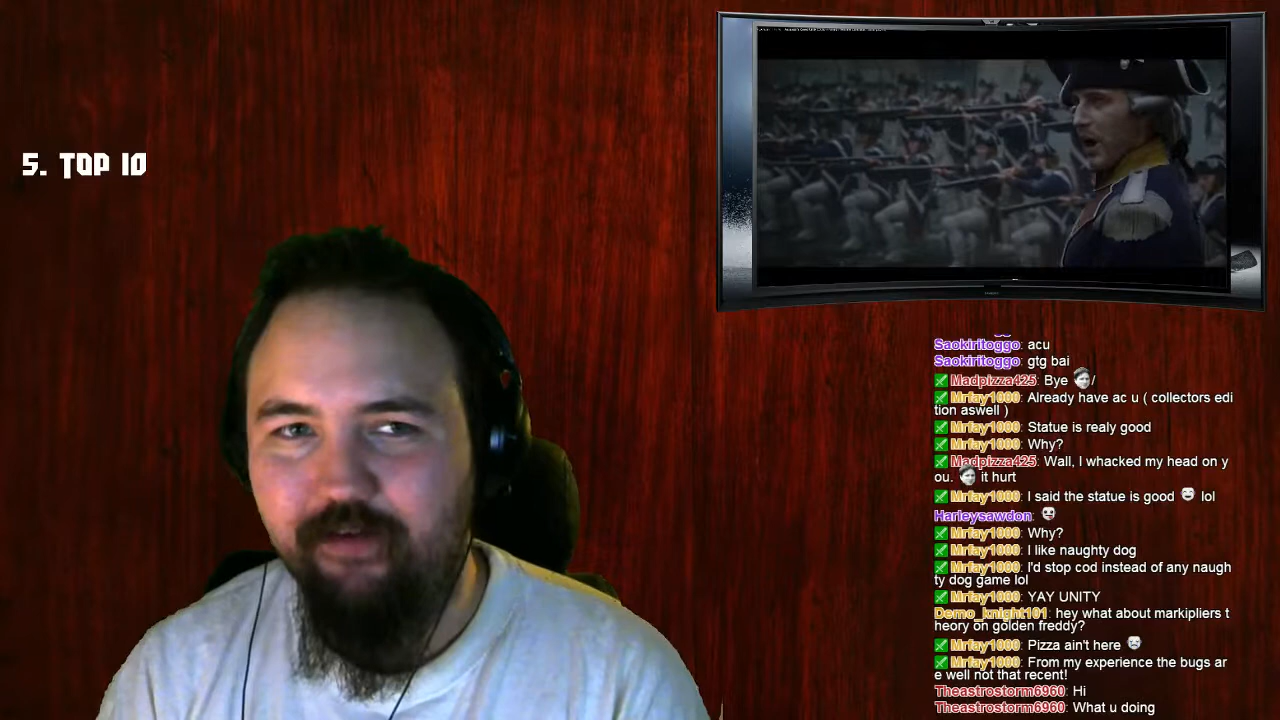 5. TOP 10
Saokiritoggo: acu
Saokiritoggo: gtg bai
Madpizza425: Bye /
Mrfay1000: Already have ac u ( collectors edi
tion aswell )
Mrfay1000: Statue is realy good
Mrfay1000: Why?
Madpizza425: Wall, I whacked my head on y
ou. it hurt
Mrfay1000: I said the statue is good lol
Harleysawdon:
Mrfay1000: Why?
Mrfay1000: I like naughty dog
Mrfay1000: I'd stop cod instead of any naugh
ty dog game lol
Mrfay1000: YAY UNITY
Demo_knight101: hey what about markipliers t
heory on golden freddy?
Mrfay1000: Pizza ain't here
Mrfay1000: From my experience the bugs ar
e well not that recent!
Theastrostorm6960: Hi
Theastrostorm6960: What u doing